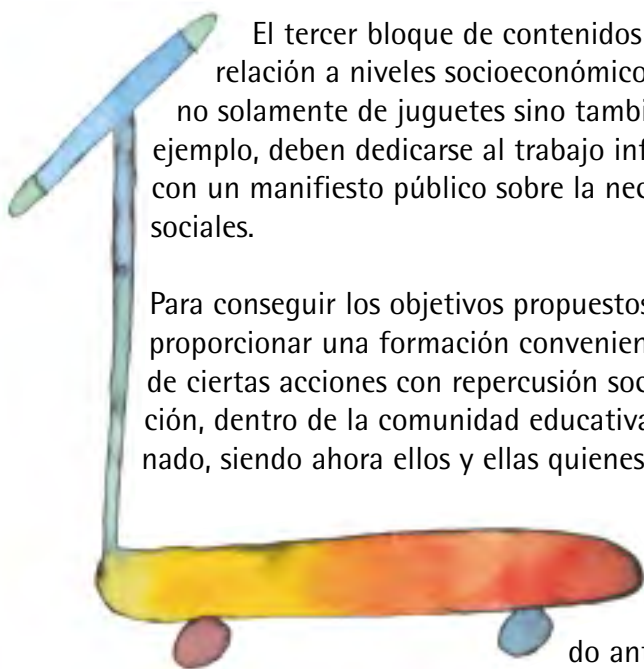 El tercer bloque de contenidos
relación a niveles socioeconómico
no solamente de juguetes sino tambi
ejemplo, deben dedicarse al trabajo inf
con un manifiesto público sobre la nec
sociales.
Para conseguir los objetivos propuestos
proporcionar una formación convenien
de ciertas acciones con repercusión soc
ción, dentro de la comunidad educativa
nado, siendo ahora ellos y ellas quienes
do ant